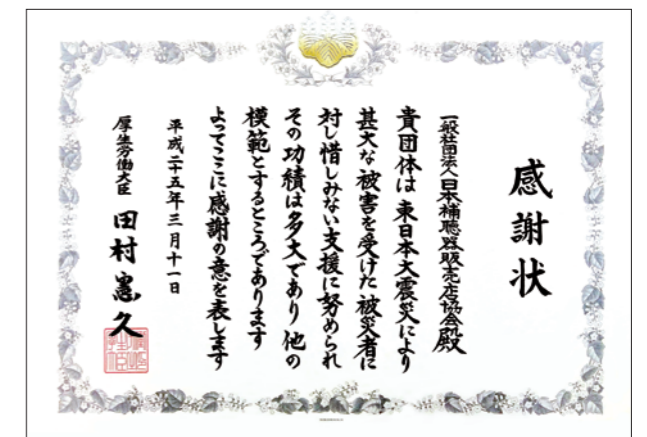 感謝状
一般社団法人日本補聴器販売店協会殿
貴団体は東日本大震災により
甚大な被害を受けた被災者に
対し惜しみない支援に努められ
その功績は多大であり他の
模範とするところであります
よってここに感謝の意を表します
平成二十五年三月十一日
厚生労働大臣 田村憲久